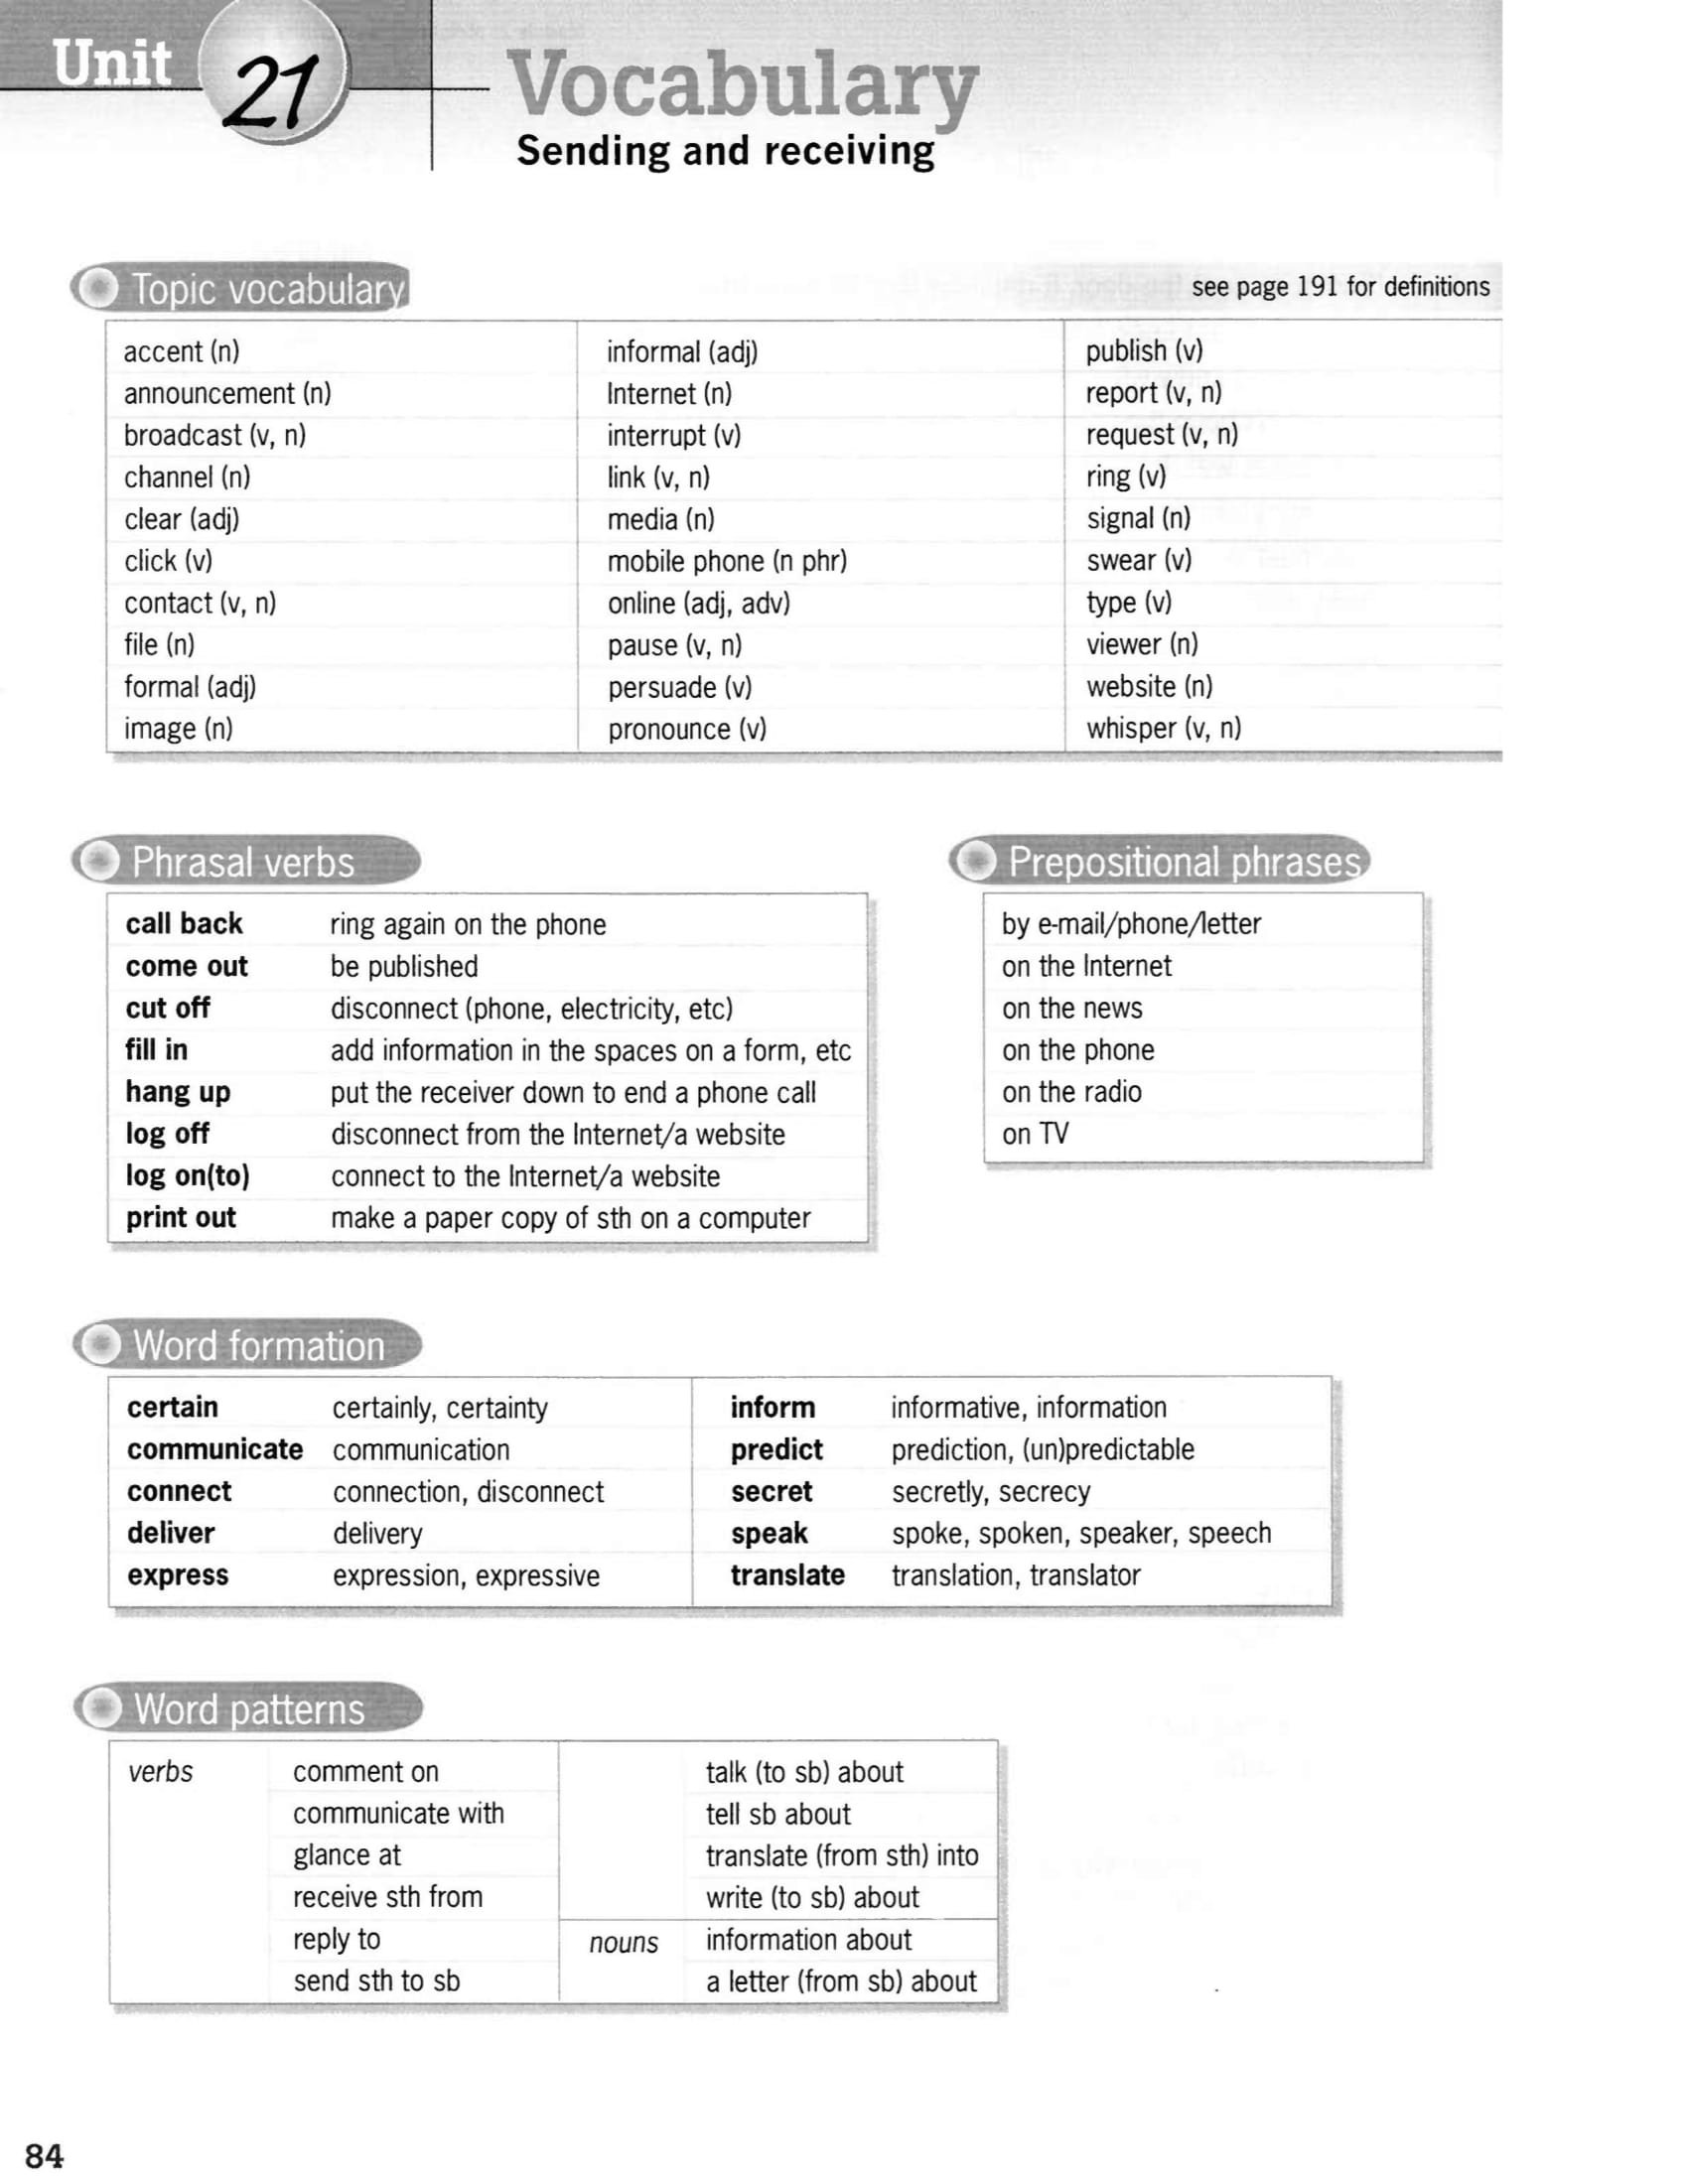 Unit 21
Vocabulary
Sending and receiving
Topic vocabulary
see page 191 for definitions
accent (n)
announcement (n)
broadcast (v, n)
channel (n)
clear (adj)
click (v)
contact (v, n)
file (n)
formal (adj)
image (n)
informal (adj)
Internet (n)
interrupt (v)
link (v, n)
media (n)
mobile phone (n phr)
online (adj, adv)
pause (v, n)
persuade (v)
pronounce (v)
publish (v)
report (v, n)
request (v, n)
ring (v)
signal (n)
swear (v)
type (v)
viewer (n)
website (n)
whisper (v, n)
Phrasal verbs
call back ring again on the phone
come out be published
cut off disconnect (phone, electricity, etc)
fill in add information in the spaces on a form, etc
hang up put the receiver down to end a phone call
log off disconnect from the Internet/a website
log on(to) connect to the Internet/a website
print out make a paper copy of sth on a computer
Prepositional phrases
by e-mail/phone/letter
on the Internet
on the news
on the phone
on the radio
on TV
Word formation
certain certainly, certainty
communicate communication
connect connection, disconnect
deliver delivery
express expression, expressive
inform informative, information
predict prediction, (un)predictable
secret secretly, secrecy
speak spoke, spoken, speaker, speech
translate translation, translator
Word patterns
verbs comment on
communicate with
glance at
receive sth from
reply to
send sth to sb
talk (to sb) about
tell sb about
translate (from sth) into
write (to sb) about
nouns information about
a letter (from sb) about
84